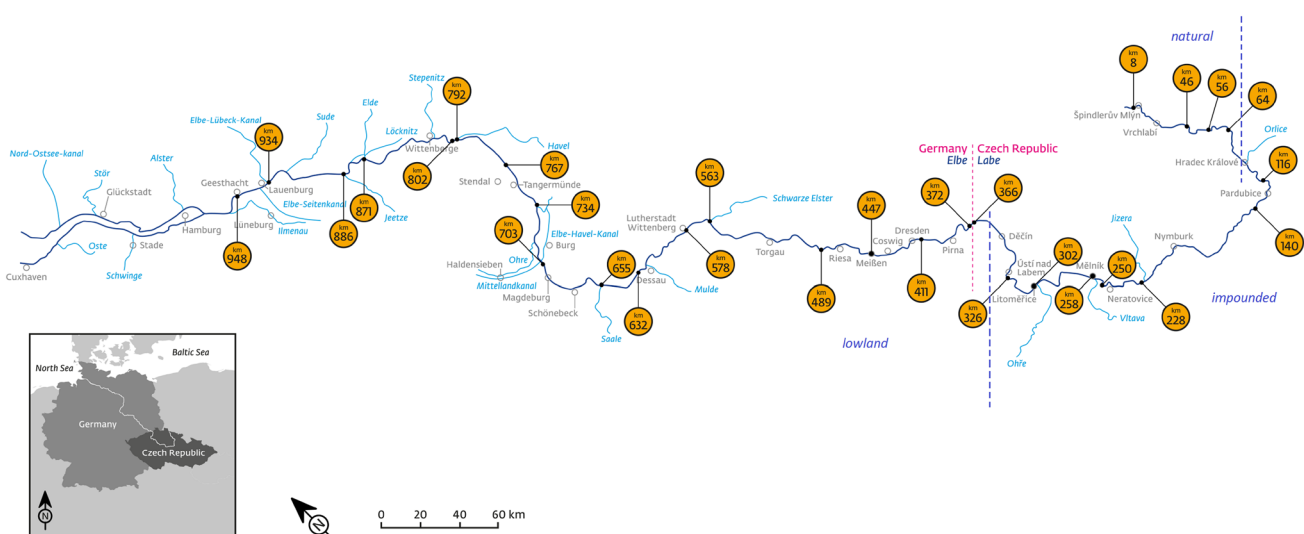 natural
km
8
km
46
km
56
km
64
Špindlerův Mlýn
Vrchlabí
Orlice
Hradec Králové
km
116
Pardubice
km
140
impounded
Nymburk
Jizera
km
228
Neratovice
km
250
Mělník
km
258
Vltava
km
302
Ohře
Litoměřice
Ústí nad
Labem
km
326
Děčín
Germany
Czech Republic
Elbe
Labe
km
366
km
372
lowland
Pirna
Dresden
km
411
Coswig
Meißen
km
447
Riesa
km
489
Torgau
Schwarze Elster
km
563
Lutherstadt
Wittenberg
km
578
Mulde
Dessau
km
632
km
655
Saale
Schönebeck
Magdeburg
Burg
Elbe-Havel-Kanal
Ohre
Haldensieben
Mittellandkanal
km
703
km
734
Tangermünde
Stendal
km
767
Havel
km
792
km
802
Stepenitz
Wittenberge
Löcknitz
Elde
km
871
Jeetze
km
886
Sude
km
934
Elbe-Lübeck-Kanal
Lauenburg
Elbe-Seitenkanal
Ilmenau
Lüneburg
Geesthacht
km
948
Alster
Hamburg
Stör
Glückstadt
Stade
Schwinge
Nord-Ostsee-kanal
Oste
Cuxhaven
North Sea
Baltic Sea
Germany
Czech Republic
N
N
0 20 40 60 km